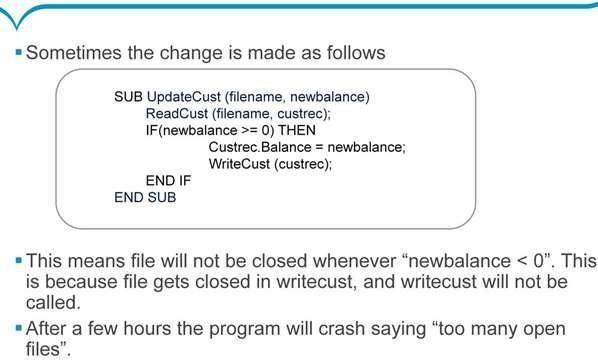 Sometimes the change is made as follows
SUB UpdateCust (filename, newbalance)
ReadCust (filename, custrec);
IF(newbalance >= 0) THEN
Custrec.Balance = newbalance;
WriteCust (custrec);
END IF
END SUB
This means file will not be closed whenever “newbalance < 0”. This
is because file gets closed in writecust, and writecust will not be
called.
After a few hours the program will crash saying “too many open
files”.